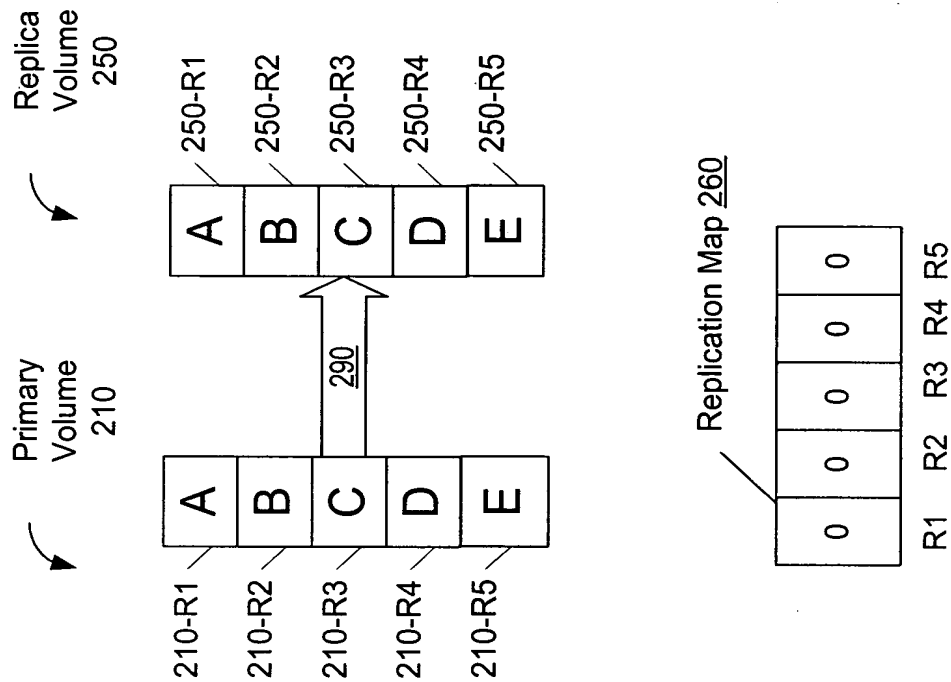 Primary
Volume
210
Replica
Volume
250
210-R1
A
A
250-R1
210-R2
B
B
250-R2
210-R3
C
290
C
250-R3
210-R4
D
D
250-R4
210-R5
E
E
250-R5
Replication Map 260
0 0 0 0 0
R1 R2 R3 R4 R5